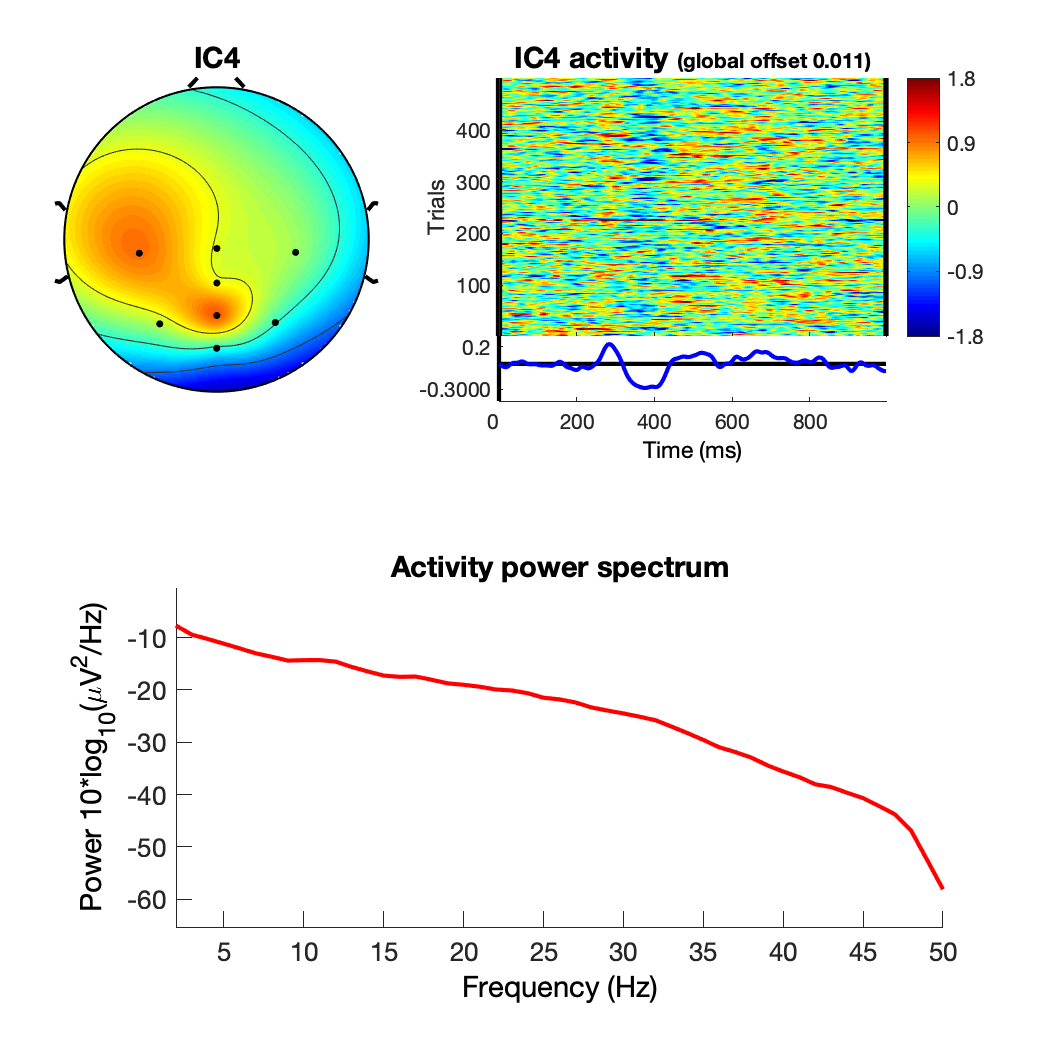 IC4
IC4 activity (global offset 0.011)
Trials
400
300
200
100
1.8
0.9
0
-0.9
-1.8
0.2
-0.3000
0 200 400 600 800
Time (ms)
Activity power spectrum
Power 10*log10(μV2/Hz)
-10
-20
-30
-40
-50
-60
5 10 15 20 25 30 35 40 45 50
Frequency (Hz)